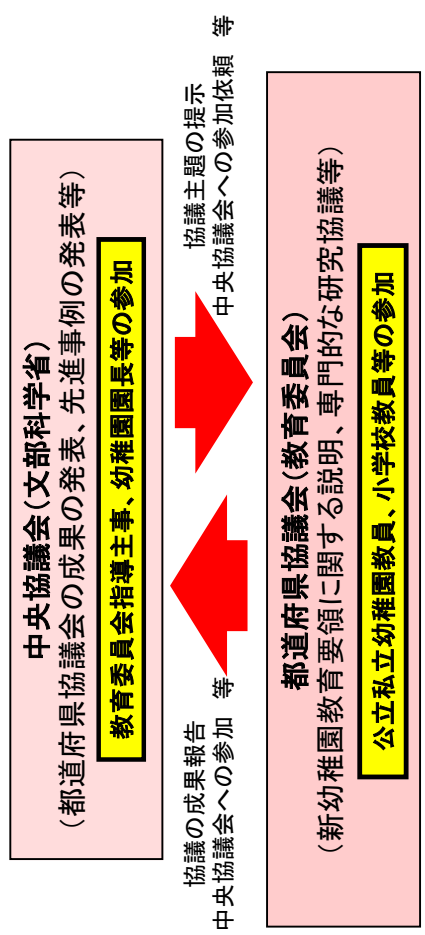 中央協議会（文部科学省）
（都道府県協議会の成果の発表、先進事例の発表等）
教育委員会指導主事、幼稚園園長等の参加
協議の成果報告
中央協議会への参加 等
協議主題の提示
中央協議会への参加依頼 等
都道府県協議会（教育委員会）
（新幼稚園教育要領に関する説明、専門的な研究協議等）
公立私立幼稚園教員、小学校教員等の参加